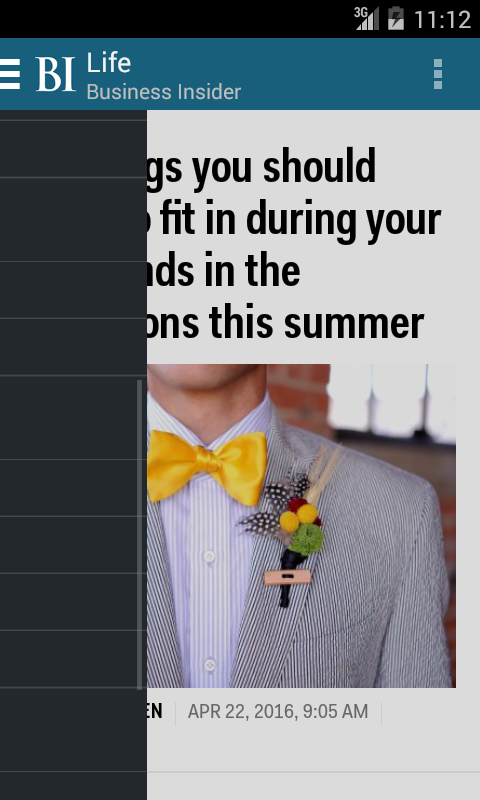 3G 11:12
BI Life
Business Insider
gs you should
fit in during your
nds in the
ons this summer
EN APR 22, 2016, 9:05 AM